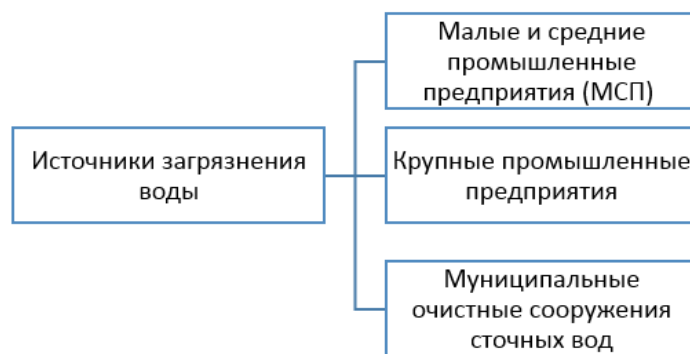 Малые и средние
промышленные
предприятия (МСП)
Источники загрязнения
воды
Крупные промышленные
предприятия
Муниципальные
очистные сооружения
сточных вод